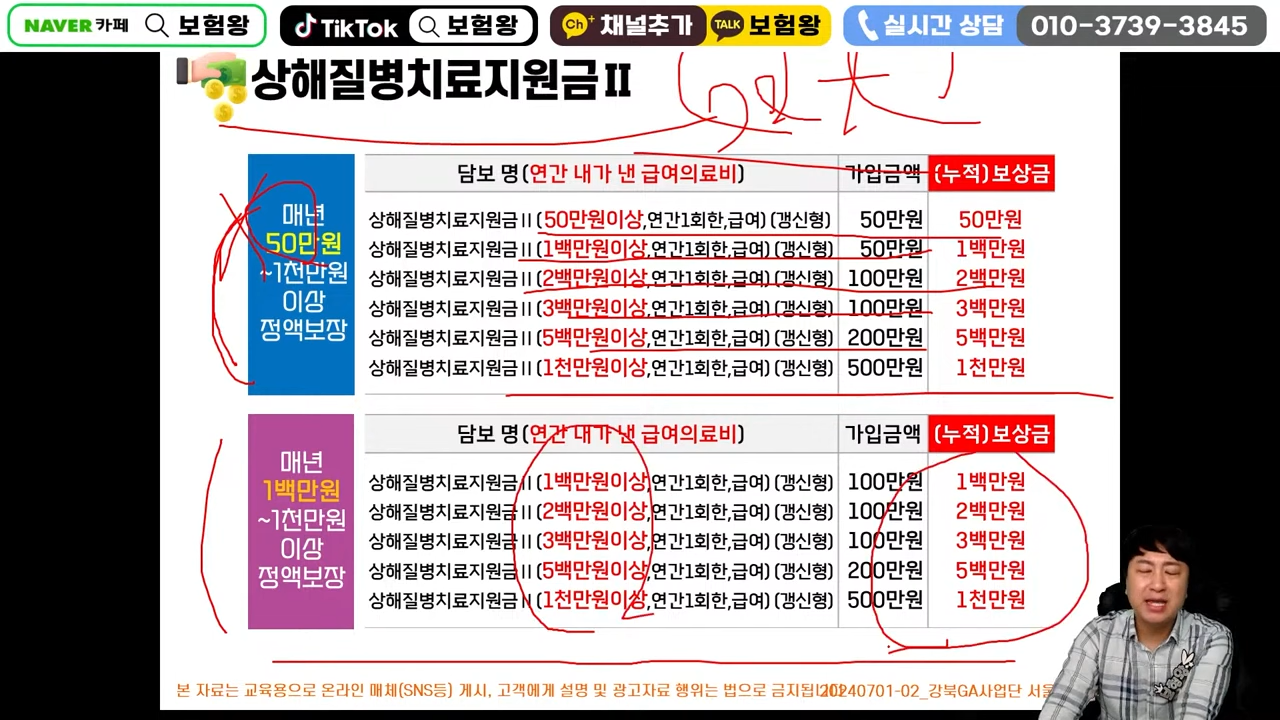 NAVER 카페 보험왕
TikTok 보험왕
Ch+ 채널추가 TALK 보험왕
실시간 상담 010-3739-3845
상해질병치료지원금Ⅱ
담보 명(연간 내가 낸 급여의료비) 가입금액 (누적)보상금
매년
50만원
~1천만원
이상
정액보장
상해질병치료지원금Ⅱ(50만원이상,연간1회한,급여)(갱신형) 50만원 50만원
상해질병치료지원금Ⅱ(1백만원이상,연간1회한,급여)(갱신형) 50만원 1백만원
상해질병치료지원금Ⅱ(2백만원이상,연간1회한,급여)(갱신형) 100만원 2백만원
상해질병치료지원금Ⅱ(3백만원이상,연간1회한,급여)(갱신형) 100만원 3백만원
상해질병치료지원금Ⅱ(5백만원이상,연간1회한,급여)(갱신형) 200만원 5백만원
상해질병치료지원금Ⅱ(1천만원이상,연간1회한,급여)(갱신형) 500만원 1천만원
담보 명(연간 내가 낸 급여의료비) 가입금액 (누적)보상금
매년
1백만원
~1천만원
이상
정액보장
상해질병치료지원금Ⅱ(1백만원이상,연간1회한,급여)(갱신형) 100만원 1백만원
상해질병치료지원금Ⅱ(2백만원이상,연간1회한,급여)(갱신형) 100만원 2백만원
상해질병치료지원금Ⅱ(3백만원이상,연간1회한,급여)(갱신형) 100만원 3백만원
상해질병치료지원금Ⅱ(5백만원이상,연간1회한,급여)(갱신형) 200만원 5백만원
상해질병치료지원금Ⅱ(1천만원이상,연간1회한,급여)(갱신형) 500만원 1천만원
본 자료는 교육용으로 온라인 매체(SNS등) 게시, 고객에게 설명 및 광고자료 행위는 법으로 금지됩니다. 20240701-02_강북GA사업단 서울